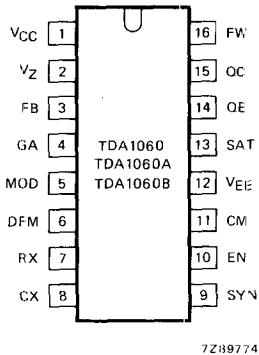 VCC 1 16 FW
VZ 2 15 QC
FB 3 14 QE
GA 4 TDA1060 13 SAT
MOD 5 TDA1060A 12 VEE
DFM 6 TDA1060B 11 CM
RX 7 10 EN
CX 8 9 SYN
7Z89774